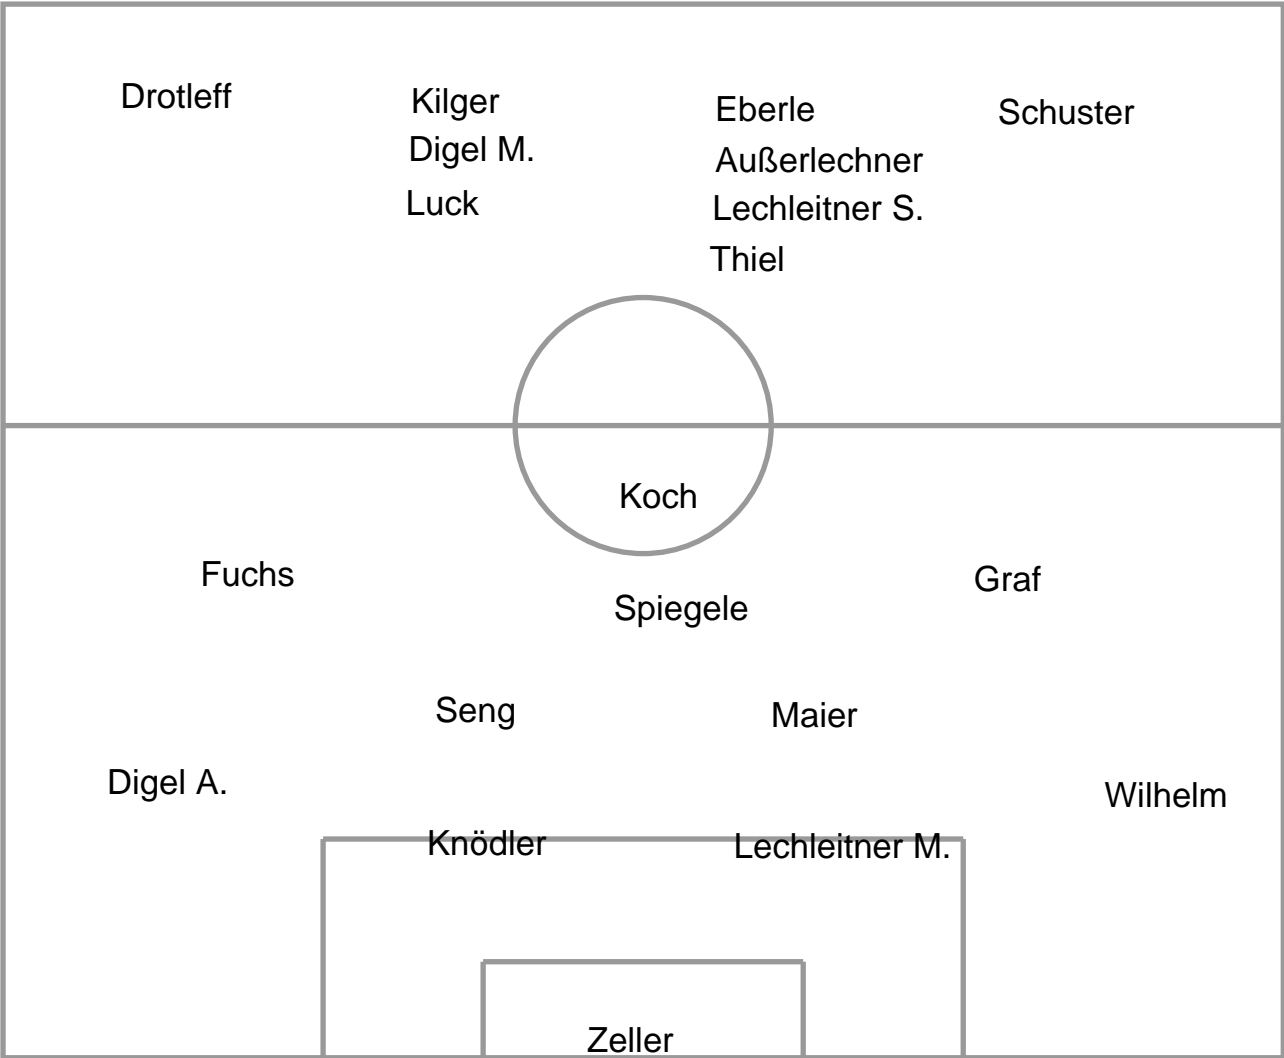 Drotleff
Kilger
Digel M.
Luck
Eberle
Außerlechner
Lechleitner S.
Thiel
Schuster
Koch
Fuchs
Spiegele
Graf
Seng
Maier
Digel A.
Wilhelm
Knödler
Lechleitner M.
Zeller